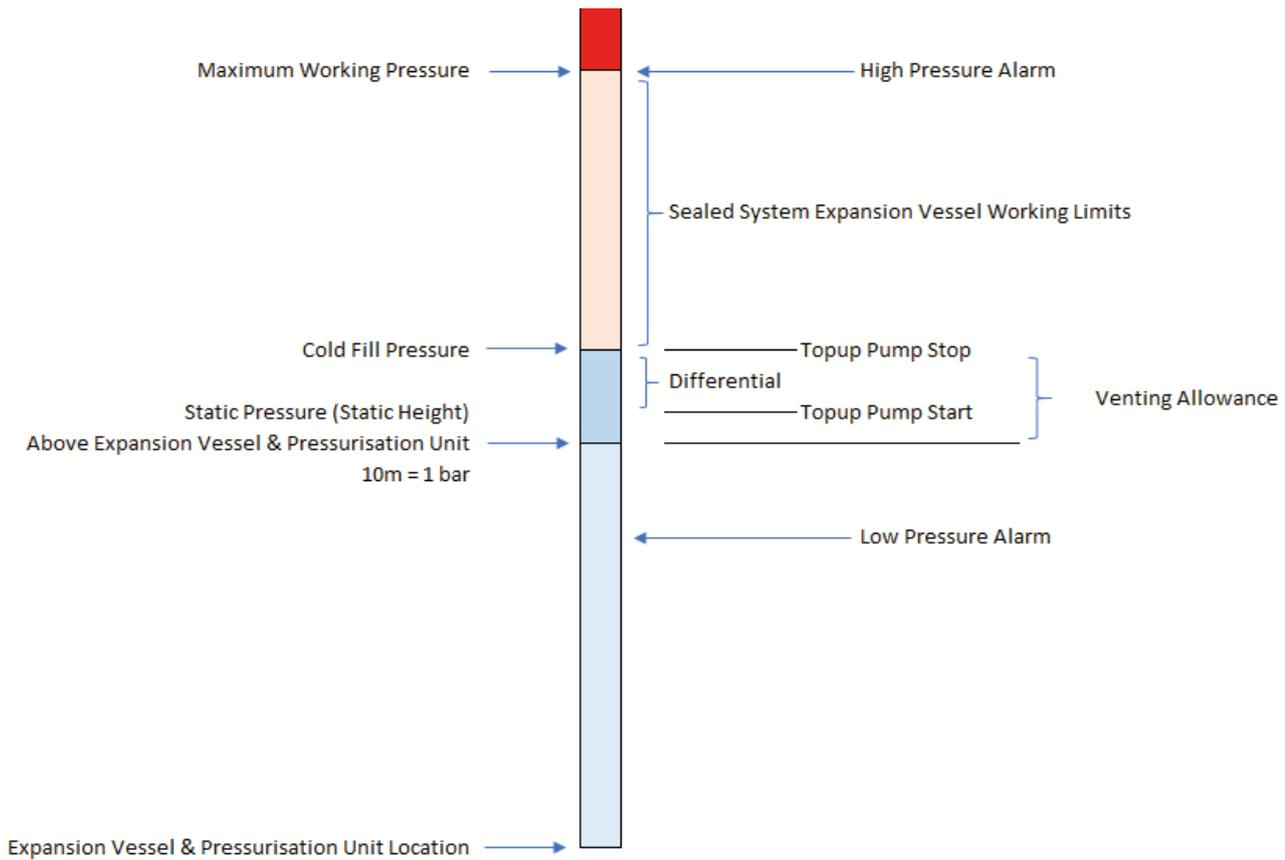 Maximum Working Pressure
High Pressure Alarm
Sealed System Expansion Vessel Working Limits
Cold Fill Pressure
Topup Pump Stop
Differential
Venting Allowance
Static Pressure (Static Height)
Topup Pump Start
Above Expansion Vessel & Pressurisation Unit
10m = 1 bar
Low Pressure Alarm
Expansion Vessel & Pressurisation Unit Location